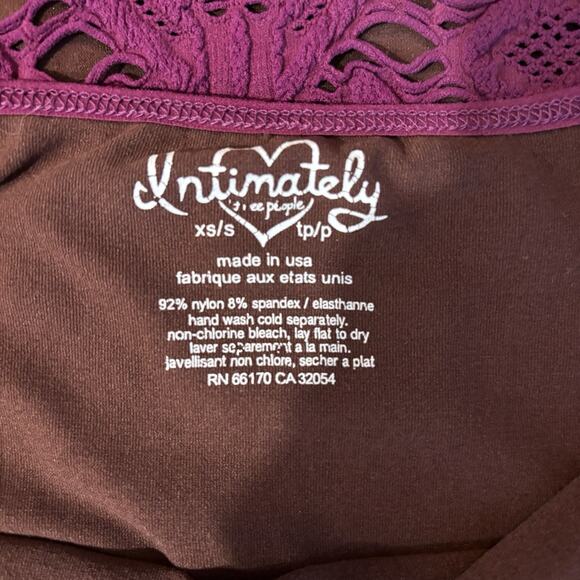 Intimately
free people
xs/s tp/p
made in usa
fabrique aux etats unis
92% nylon 8% spandex / elasthanne
hand wash cold separately.
non-chlorine bleach, lay flat to dry
laver separement a la main.
javellisant non chlore, secher a plat
RN 66170 CA 32054